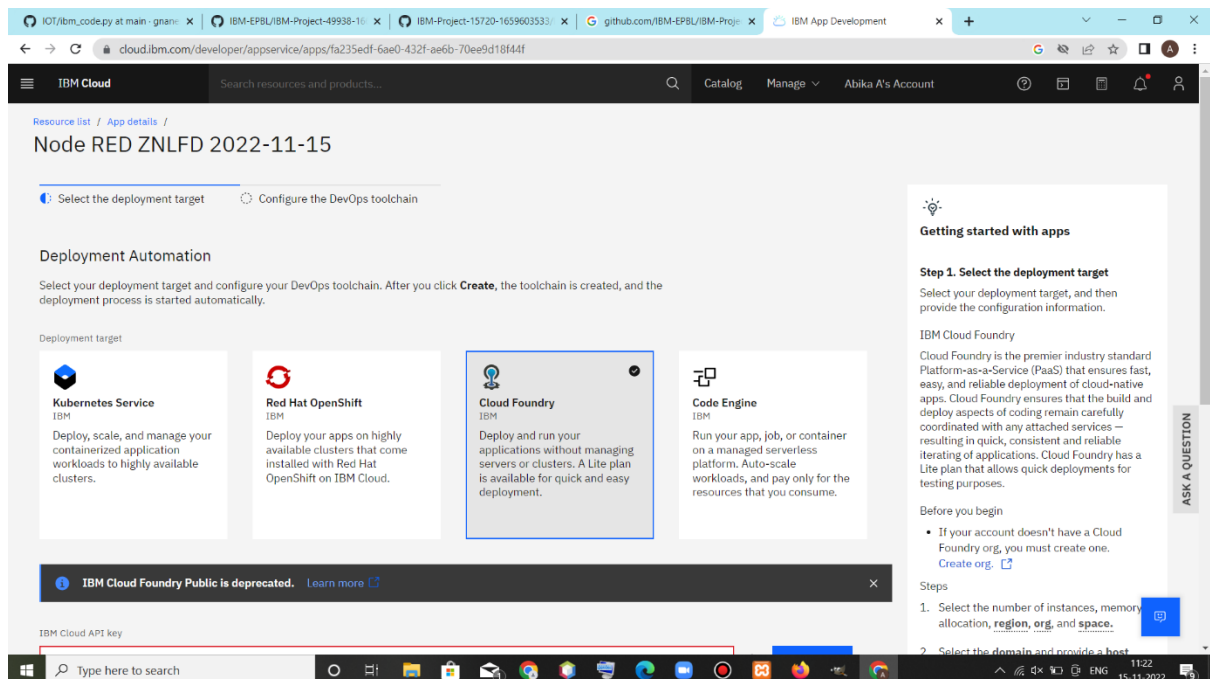 IOT/ibm_code.py at main · gnane
IBM-EPBL/IBM-Project-49938-16
IBM-Project-15720-1659603533/
github.com/IBM-EPBL/IBM-Proje
IBM App Development
cloud.ibm.com/developer/appservice/apps/fa235edf-6ae0-432f-ae6b-70ee9d18f44f
A
IBM Cloud
Search resources and products...
Catalog
Manage
Abika A's Account
Resource list / App details /
Node RED ZNLFD 2022-11-15
Select the deployment target
Configure the DevOps toolchain
Deployment Automation
Select your deployment target and configure your DevOps toolchain. After you click Create, the toolchain is created, and the
deployment process is started automatically.
Deployment target
Kubernetes Service
IBM
Deploy, scale, and manage your
containerized application
workloads to highly available
clusters.
Red Hat OpenShift
IBM
Deploy your apps on highly
available clusters that come
installed with Red Hat
OpenShift on IBM Cloud.
Cloud Foundry
IBM
Deploy and run your
applications without managing
servers or clusters. A Lite plan
is available for quick and easy
deployment.
Code Engine
IBM
Run your app, job, or container
on a managed serverless
platform. Auto-scale
workloads, and pay only for the
resources that you consume.
IBM Cloud Foundry Public is deprecated. Learn more
IBM Cloud API key
Getting started with apps
Step 1. Select the deployment target
Select your deployment target, and then
provide the configuration information.
IBM Cloud Foundry
Cloud Foundry is the premier industry standard
Platform-as-a-Service (PaaS) that ensures fast,
easy, and reliable deployment of cloud-native
apps. Cloud Foundry ensures that the build and
deploy aspects of coding remain carefully
coordinated with any attached services —
resulting in quick, consistent and reliable
iterating of applications. Cloud Foundry has a
Lite plan that allows quick deployments for
testing purposes.
Before you begin
• If your account doesn't have a Cloud
Foundry org, you must create one.
Create org.
Steps
1. Select the number of instances, memory
allocation, region, org, and space.
2. Select the domain and provide a host
ASK A QUESTION
Type here to search
ENG
11:22
15-11-2022